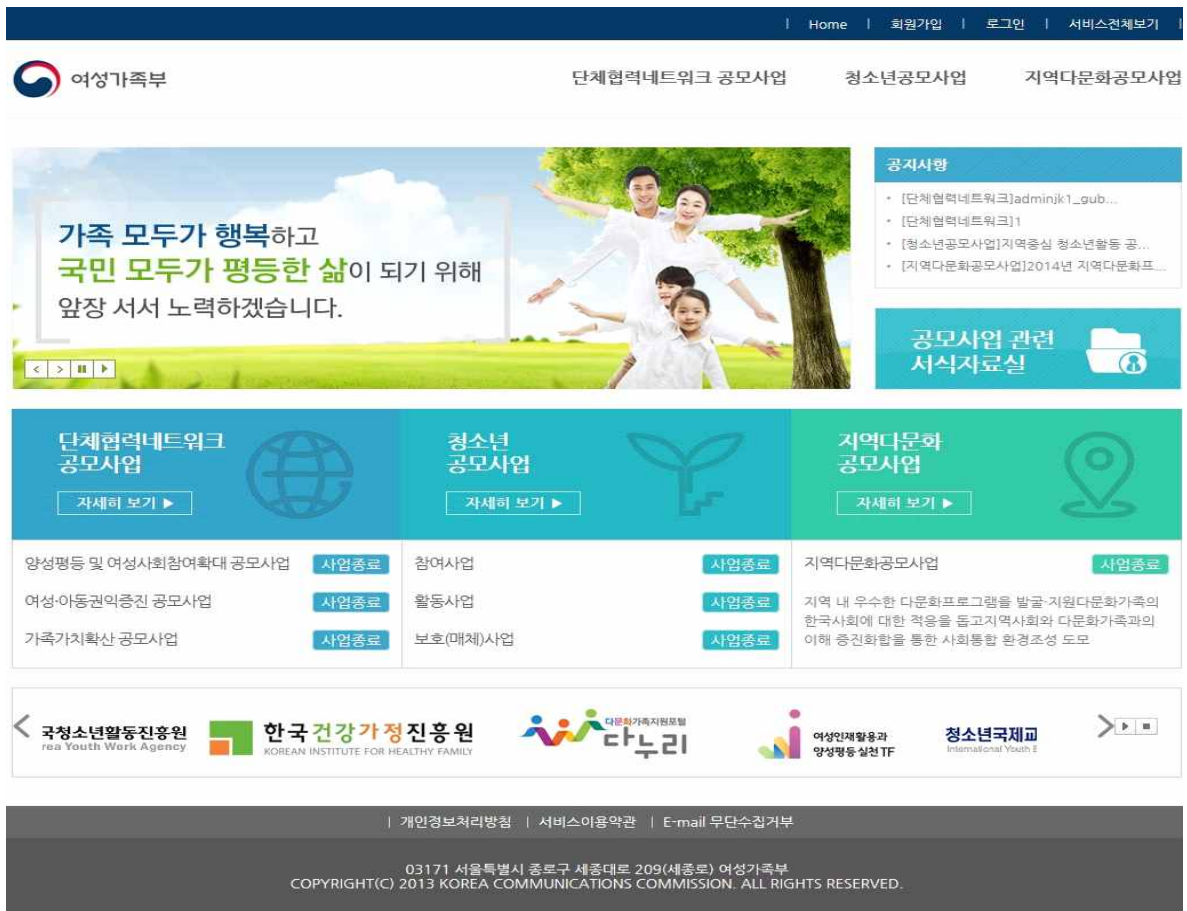 Home
회원가입
로그인
서비스전체보기
여성가족부
단체협력네트워크 공모사업
청소년공모사업
지역다문화공모사업
가족 모두가 행복하고
국민 모두가 평등한 삶이 되기 위해
앞장 서서 노력하겠습니다.
공지사항
[단체협력네트워크]adminjk1_gub...
[단체협력네트워크]1
[청소년공모사업]지역중심 청소년활동 공...
[지역다문화공모사업]2014년 지역다문화프...
공모사업 관련
서식자료실
단체협력네트워크
공모사업
자세히 보기 ▶
양성평등 및 여성사회참여확대 공모사업 사업종료
여성·아동권익증진 공모사업 사업종료
가족가치확산 공모사업 사업종료
청소년
공모사업
자세히 보기 ▶
참여사업 사업종료
활동사업 사업종료
보호(매체)사업 사업종료
지역다문화
공모사업
자세히 보기 ▶
지역다문화공모사업 사업종료
지역 내 우수한 다문화프로그램을 발굴·지원다문화가족의
한국사회에 대한 적응을 돕고지역사회와 다문화가족과의
이해 증진화합을 통한 사회통합 환경조성 도모
국청소년활동진흥원
rea Youth Work Agency
한국건강가정진흥원
KOREAN INSTITUTE FOR HEALTHY FAMILY
다문화가족지원포털
다누리
여성인재활용과
양성평등 실천 TF
청소년국제교
International Youth E
| 개인정보처리방침 | 서비스이용약관 | E-mail 무단수집거부
03171 서울특별시 종로구 세종대로 209(세종로) 여성가족부
COPYRIGHT(C) 2013 KOREA COMMUNICATIONS COMMISSION. ALL RIGHTS RESERVED.